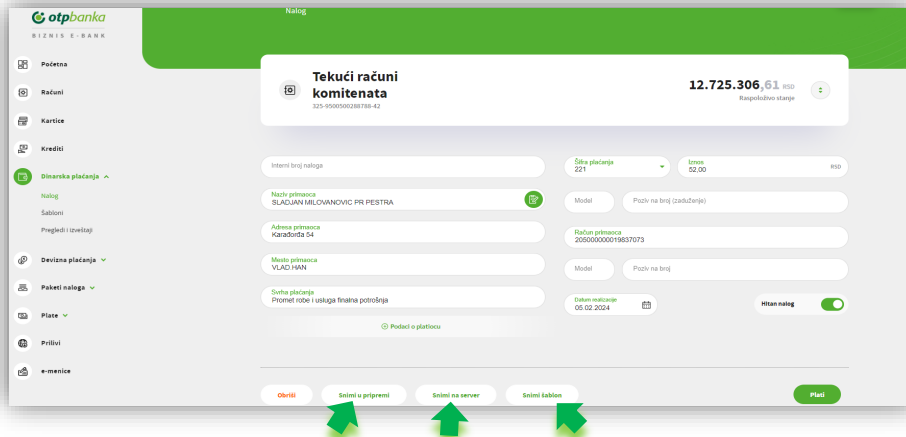 otpbanka
BIZNIS E-BANK
Početna
Računi
Kartice
Krediti
Dinarska plaćanja
Nalog
Šabloni
Pregledi i izveštaji
Devizna plaćanja
Paketi naloga
Plate
Prilivi
e-menice
Nalog
Tekući računi
komitenata
325-9500500288788-42
12.725.306,61 RSD
Raspoloživo stanje
Interni broj naloga
Šifra plaćanja
221
Iznos
52,00
RSD
Naziv primaoca
SLADJAN MILOVANOVIC PR PESTRA
Model
Poziv na broj (zaduženje)
Adresa primaoca
Karađorđa 54
Račun primaoca
205000000019837073
Mesto primaoca
VLAD.HAN
Model
Poziv na broj
Svrha plaćanja
Promet robe i usluga finalna potrošnja
Datum realizacije
05.02.2024
Hitan nalog
Podaci o platiocu
Obriši
Snimi u pripremi
Snimi na server
Snimi šablon
Plati